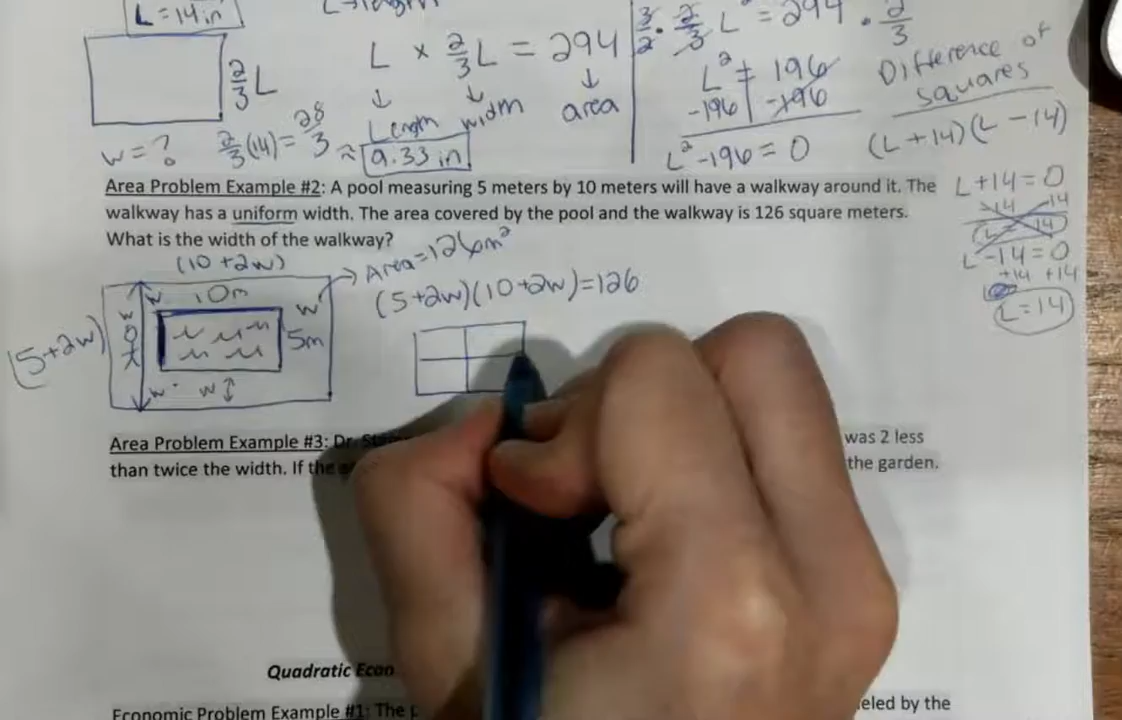 L = 14 in
L → length
2/3 L
w = ?
2/3 (14) = 28/3 ≈ 9.33 in
L × 2/3 L = 294
↓ ↓ ↓
Length width area
3/2 · 2/3 L² = 294 ·
L² = 196
-196 -196
L² - 196 = 0
Difference of
squares
(L + 14)(L - 14)
L + 14 = 0
-14 -14
L - 14 = 0
+14 +14
L = 14
Area Problem Example #2: A pool measuring 5 meters by 10 meters will have a walkway around it. The
walkway has a uniform width. The area covered by the pool and the walkway is 126 square meters.
What is the width of the walkway?
(10 + 2w)
→ Area = 126m²
(5+2w)(10+2w)=126
w 10m w
(5+2w) w 5m
w w
Area Problem Example #3: Dr. was 2 less
than twice the width. If the the garden.
Quadratic Econ
Economic Problem Example #1: The eled by the